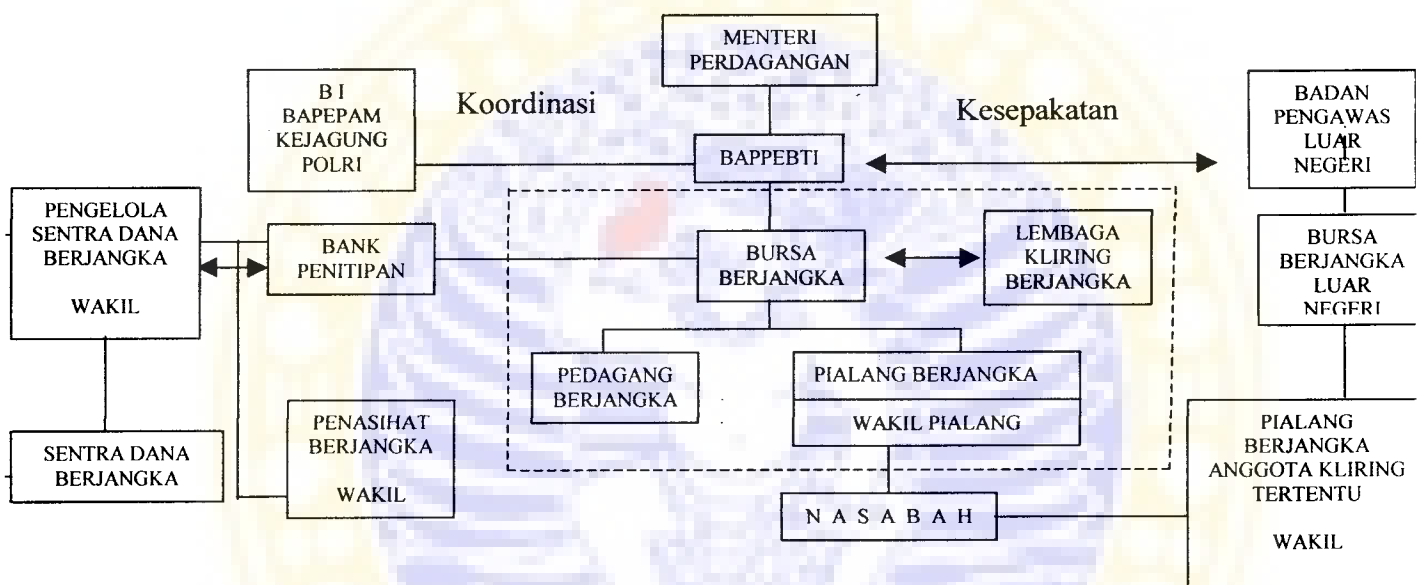 MENTERI
PERDAGANGAN
B I
BAPEPAM
KEJAGUNG
POLRI
Koordinasi
Kesepakatan
BADAN
PENGAWAS
LUAR
NEGERI
BAPPEBTI
PENGELOLA
SENTRA DANA
BERJANGKA
WAKIL
BANK
PENITIPAN
BURSA
BERJANGKA
LEMBAGA
KLIRING
BERJANGKA
BURSA
BERJANGKA
LUAR
NEGERI
PEDAGANG
BERJANGKA
PIALANG BERJANGKA
WAKIL PIALANG
SENTRA DANA
BERJANGKA
PENASIHAT
BERJANGKA
WAKIL
N A S A B A H
PIALANG
BERJANGKA
ANGGOTA KLIRING
TERTENTU
WAKIL